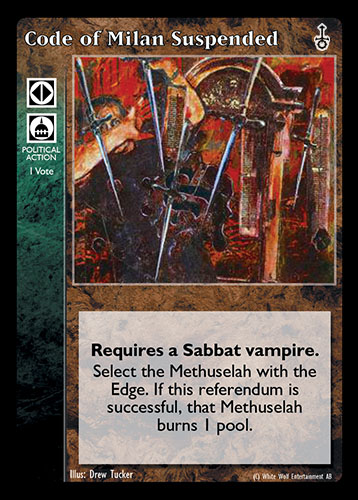 Code of Milan Suspended
POLITICAL
ACTION
1 Vote
Requires a Sabbat vampire.
Select the Methuselah with the
Edge. If this referendum is
successful, that Methuselah
burns 1 pool.
Illus: Drew Tucker
(C) White Wolf Entertainment AB